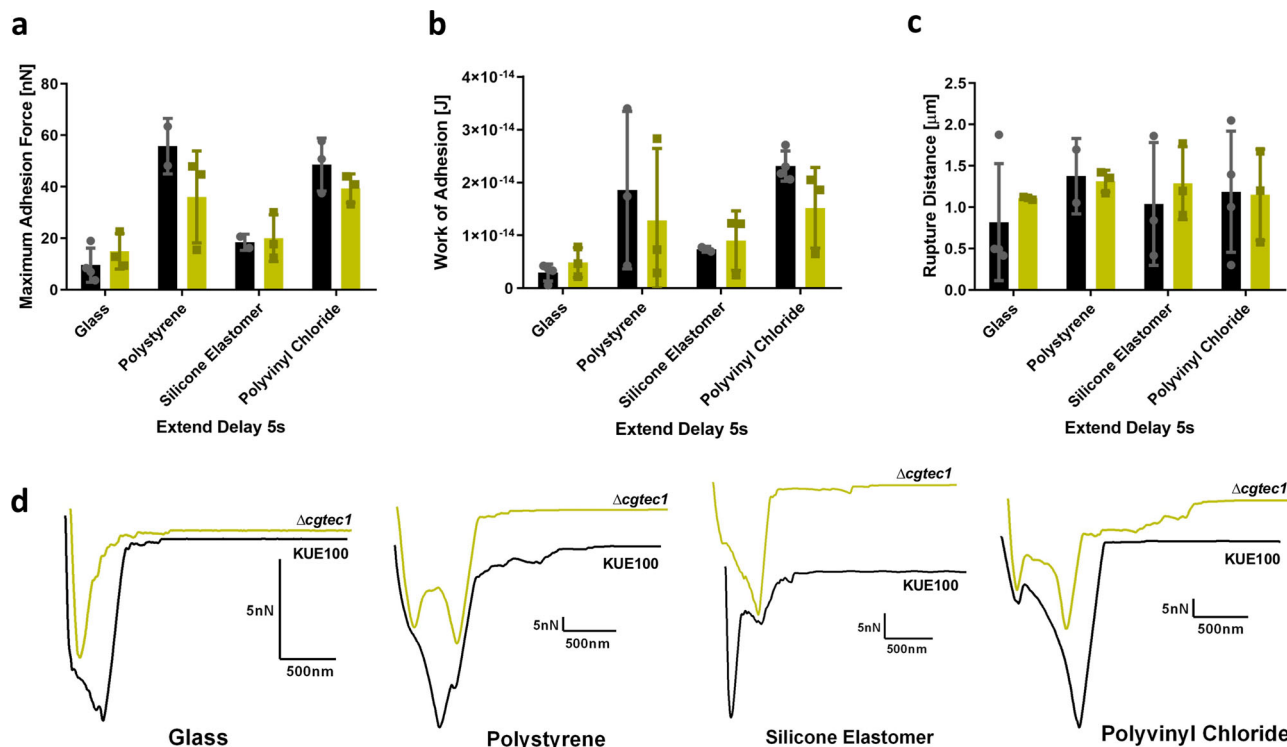 a
Maximum Adhesion Force [nN]
80
60
40
20
0
Glass
Polystyrene
Silicone Elastomer
Polyvinyl Chloride
Extend Delay 5s
b
Work of Adhesion [J]
4×10⁻¹⁴
3×10⁻¹⁴
2×10⁻¹⁴
1×10⁻¹⁴
0
Glass
Polystyrene
Silicone Elastomer
Polyvinyl Chloride
Extend Delay 5s
c
Rupture Distance [μm]
2.5
2.0
1.5
1.0
0.5
0.0
Glass
Polystyrene
Silicone Elastomer
Polyvinyl Chloride
Extend Delay 5s
d
Δcgtec1
KUE100
5nN
500nm
Glass
Δcgtec1
KUE100
5nN
500nm
Polystyrene
Δcgtec1
KUE100
5nN
500nm
Silicone Elastomer
Δcgtec1
KUE100
5nN
500nm
Polyvinyl Chloride